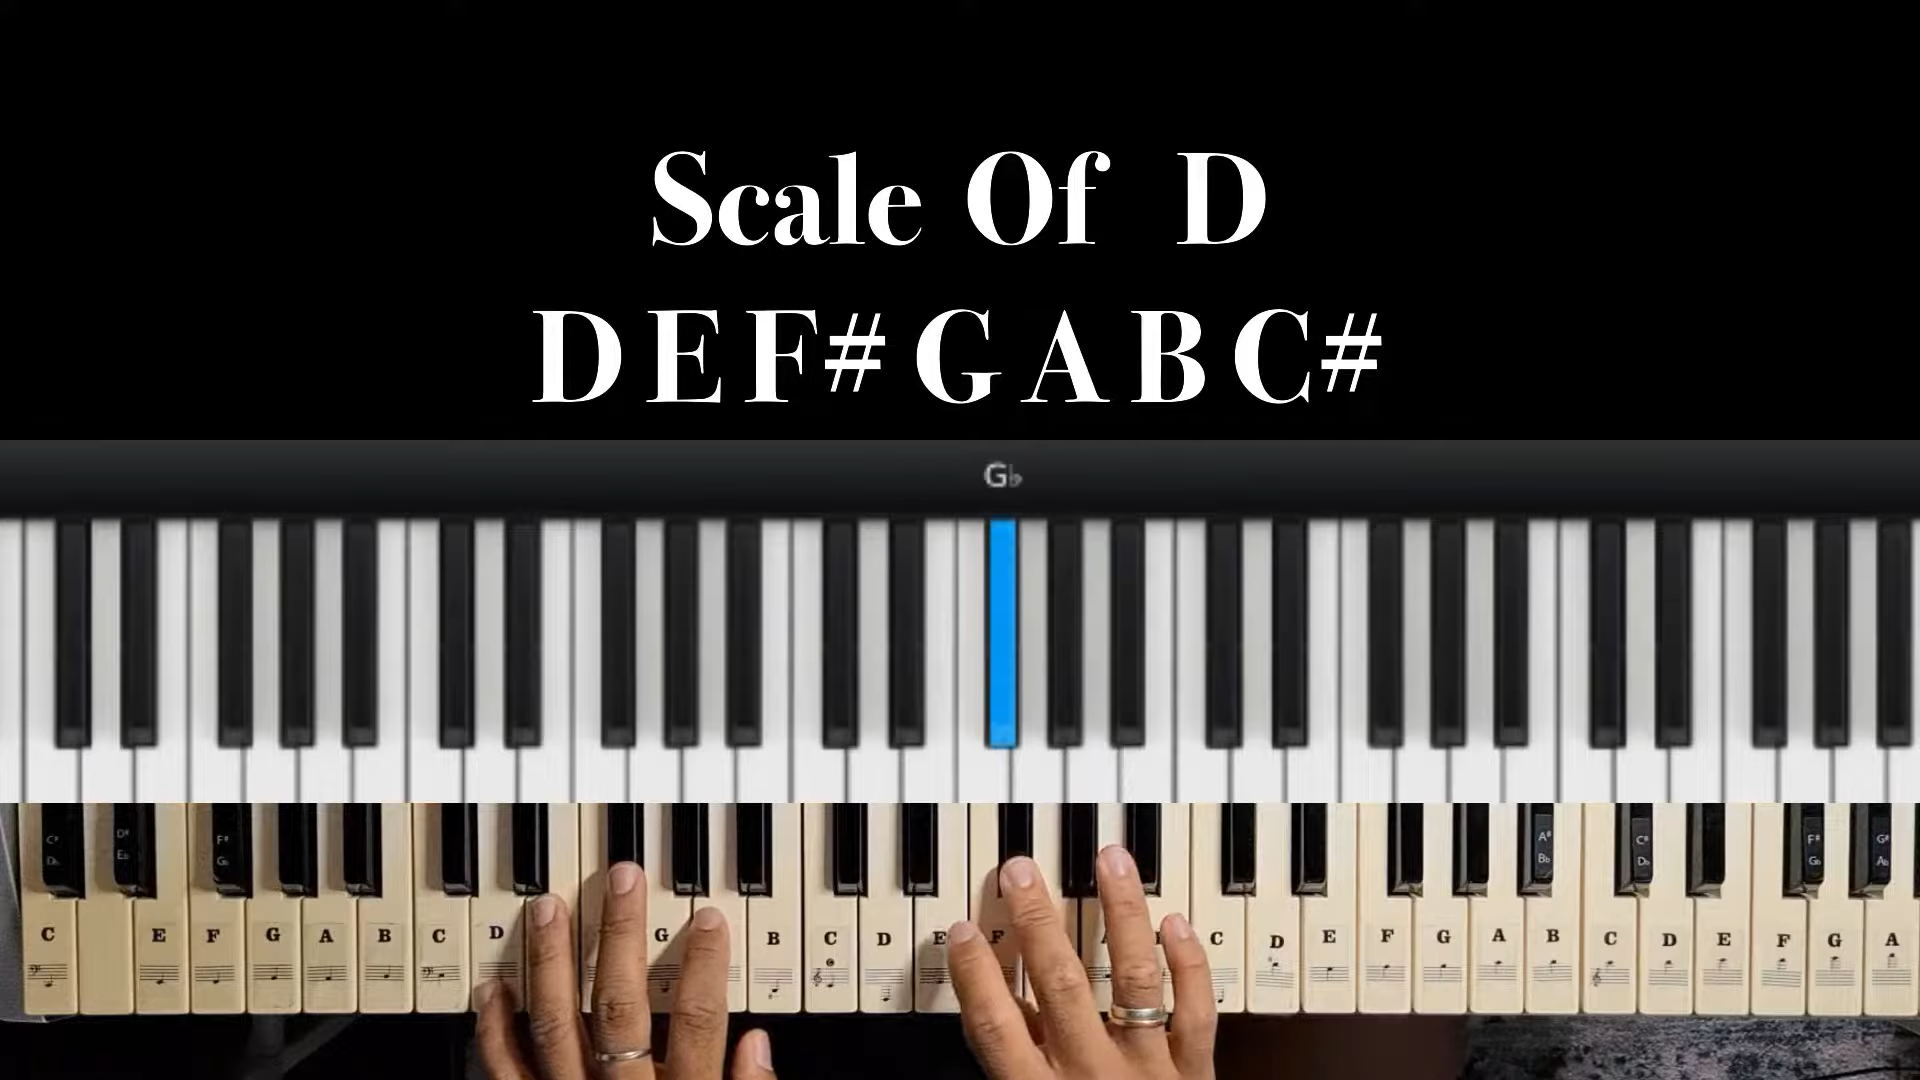 Scale Of D
D E F# G A B C#
G♭
C# D# F# A# C# F# G#
D♭ E♭ G♭ B♭ D♭ G♭ A♭
C E F G A B C D G B C D E F C D E F G A B C D E F G A